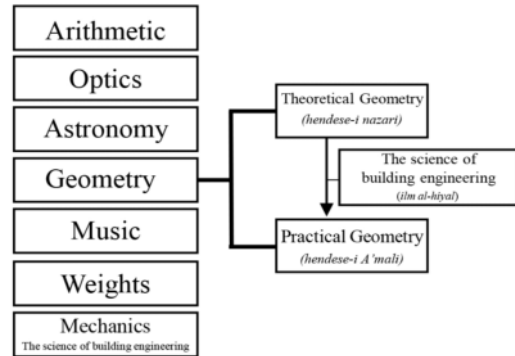 Arithmetic
Optics
Astronomy
Geometry
Music
Weights
Mechanics
The science of building engineering
Theoretical Geometry
(hendese-i nazari)
The science of
building engineering
(ilm al-hiyal)
Practical Geometry
(hendese-i A'mali)